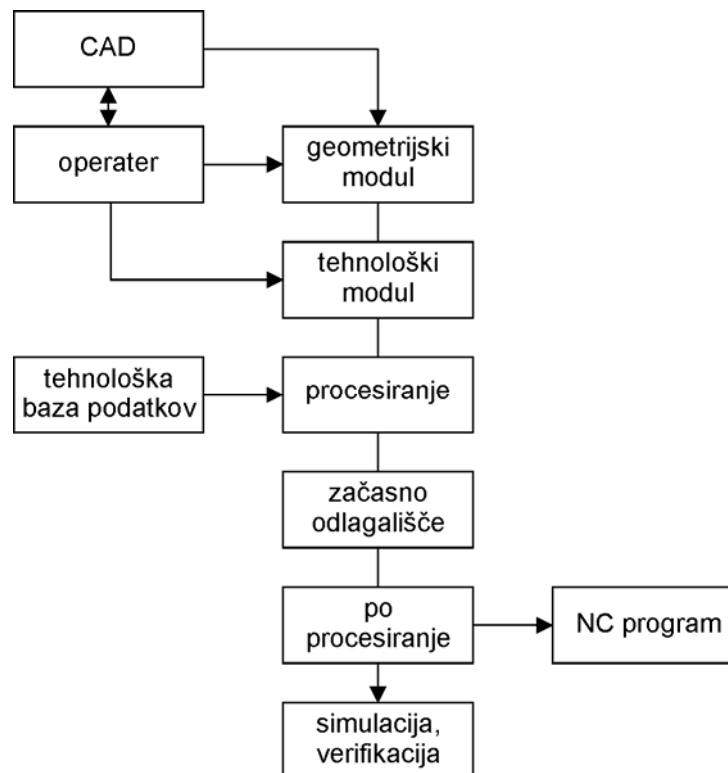 CAD
operater
geometrijski
modul
tehnološki
modul
tehnološka
baza podatkov
procesiranje
začasno
odlagališče
po
procesiranje
NC program
simulacija,
verifikacija